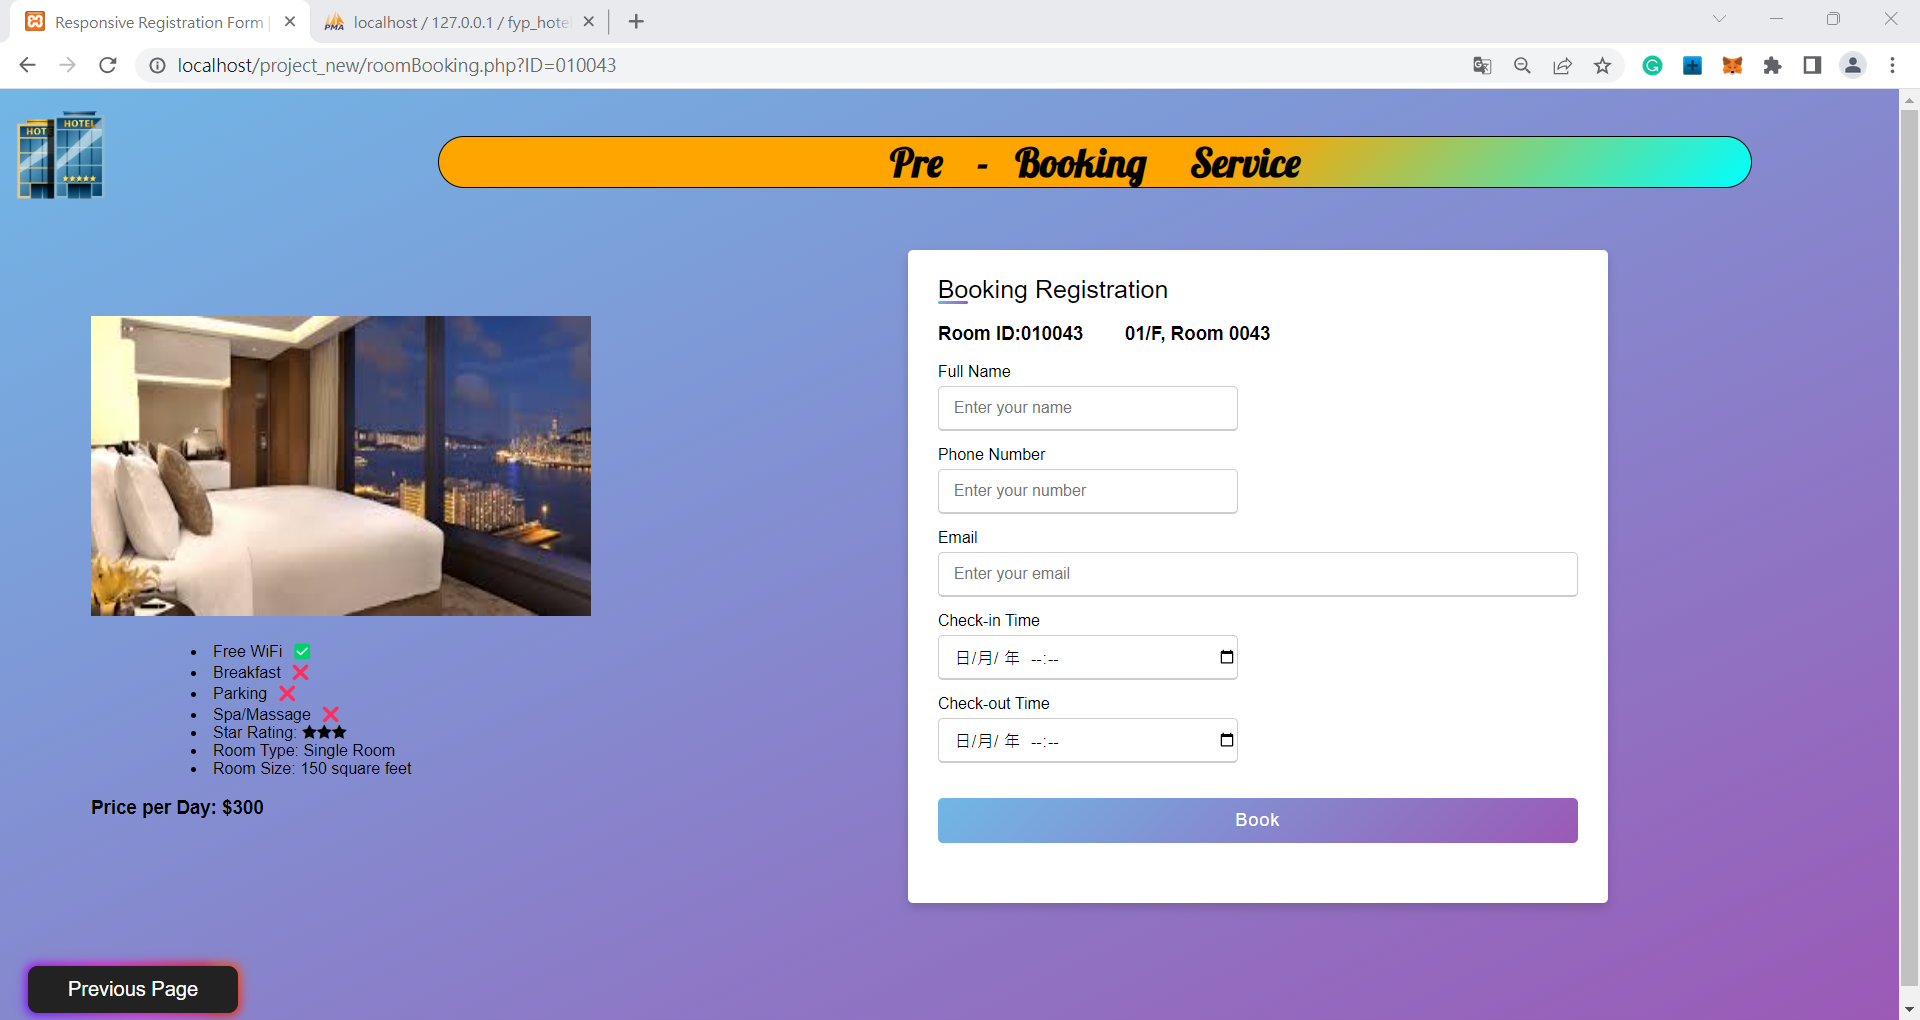 Responsive Registration Form |
localhost / 127.0.0.1 / fyp_hote
localhost/project_new/roomBooking.php?ID=010043
HOT HOTEL
Pre - Booking Service
Booking Registration
Room ID:010043 01/F, Room 0043
Full Name
Enter your name
Phone Number
Enter your number
Email
Enter your email
Check-in Time
日/月/年 --:--
Check-out Time
日/月/年 --:--
Book
Free WiFi ✅
Breakfast ❌
Parking ❌
Spa/Massage ❌
Star Rating: ★★★
Room Type: Single Room
Room Size: 150 square feet
Price per Day: $300
Previous Page